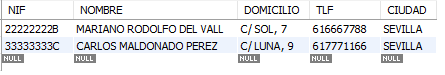 NIF NOMBRE DOMICILIO TLF CIUDAD
22222222B MARIANO RODOLFO DEL VALL C/ SOL, 7 616667788 SEVILLA
33333333C CARLOS MALDONADO PEREZ C/ LUNA, 9 617771166 SEVILLA
NULL NULL NULL NULL NULL